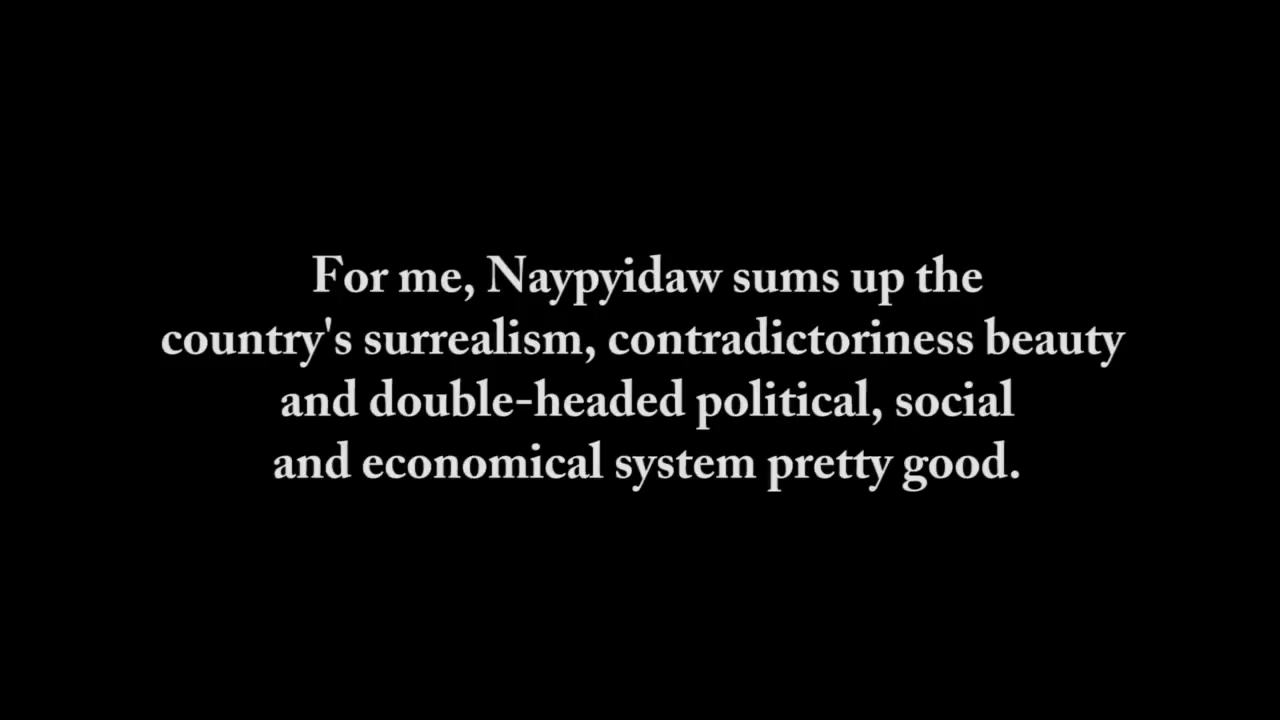 For me, Naypyidaw sums up the
country's surrealism, contradictoriness beauty
and double-headed political, social
and economical system pretty good.